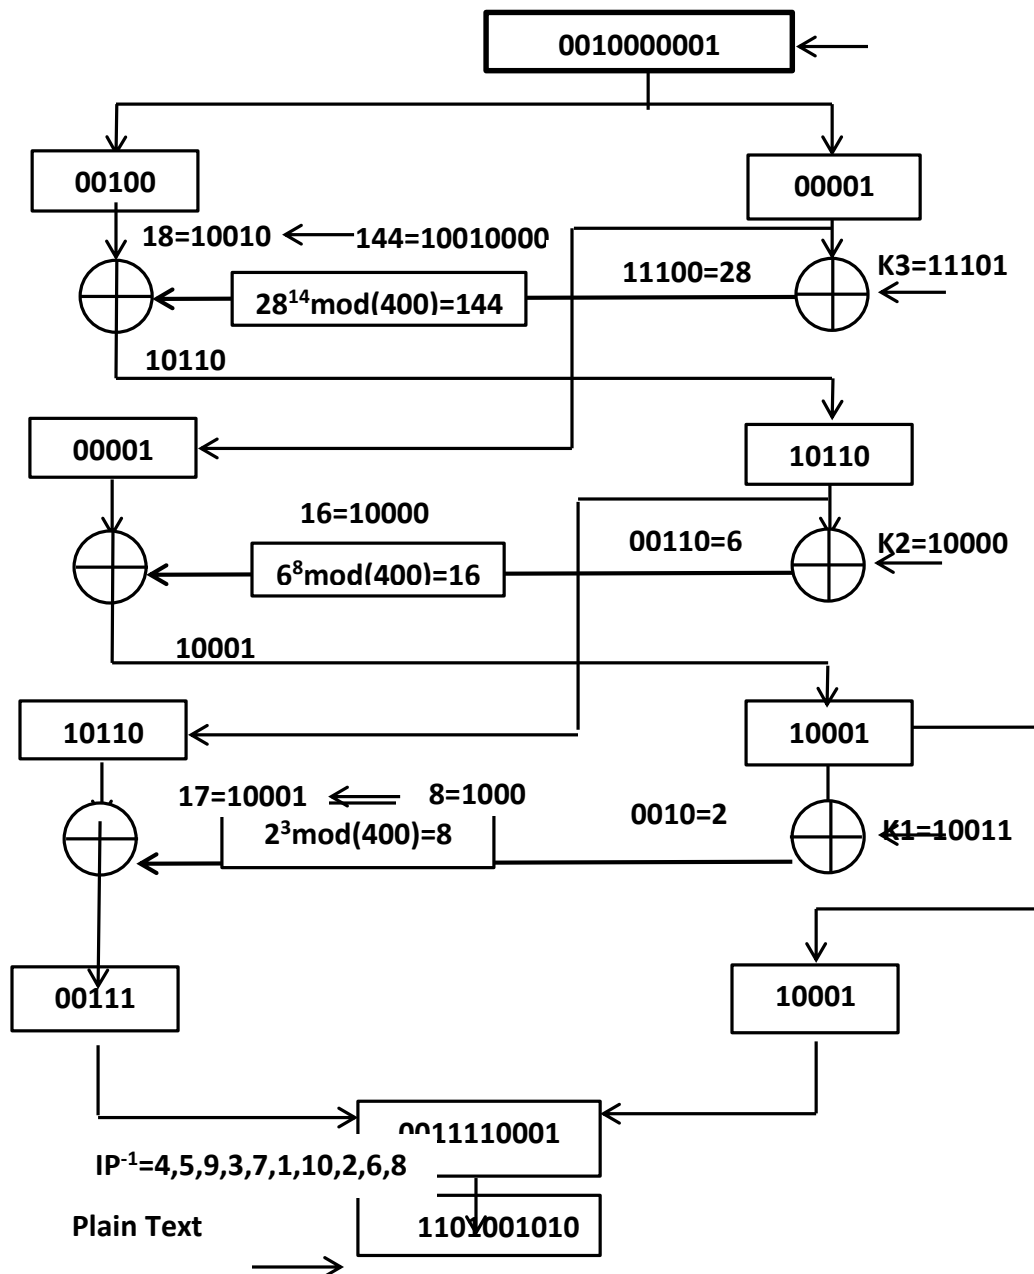 0010000001
00100
00001
18=10010
144=10010000
11100=28
K3=11101
28¹⁴mod(400)=144
10110
00001
10110
16=10000
00110=6
K2=10000
6⁸mod(400)=16
10001
10110
10001
17=10001
8=1000
0010=2
K1=10011
2³mod(400)=8
00111
10001
0011110001
IP⁻¹=4,5,9,3,7,1,10,2,6,8
Plain Text
1101001010